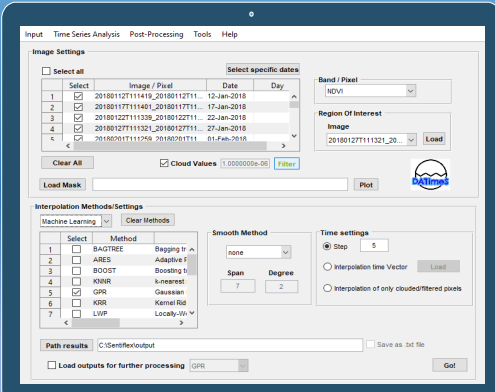 Input Time Series Analysis Post-Processing Tools Help
Image Settings
Select all
Select specific dates
Select Image / Pixel Date Day
1 20180112T111419_20180112T11... 12-Jan-2018
2 20180117T111401_20180117T11... 17-Jan-2018
3 20180122T111339_20180122T11... 22-Jan-2018
4 20180127T111321_20180127T11... 27-Jan-2018
5 20180201T111259_20180201T11... 01-Feb-2018
Band / Pixel
NDVI
Region Of Interest
Image
20180127T111321_20... Load
Clear All Cloud Values 1.0000000e-06 Filter
DATimeS
Load Mask Plot
Interpolation Methods/Settings
Machine Learning Clear Methods
Select Method
1 BAGTREE Bagging tr
2 ARES Adaptive R
3 BOOST Boosting t
4 KNNR k-nearest
5 GPR Gaussian
6 KRR Kernel Rid
7 LWP Locally-W
Smooth Method
none
Span Degree
7 2
Time settings
Step 5
Interpolation time Vector Load
Interpolation of only clouded/filtered pixels
Path results C:\Sentiflex\output Save as .txt file
Load outputs for further processing GPR Go!